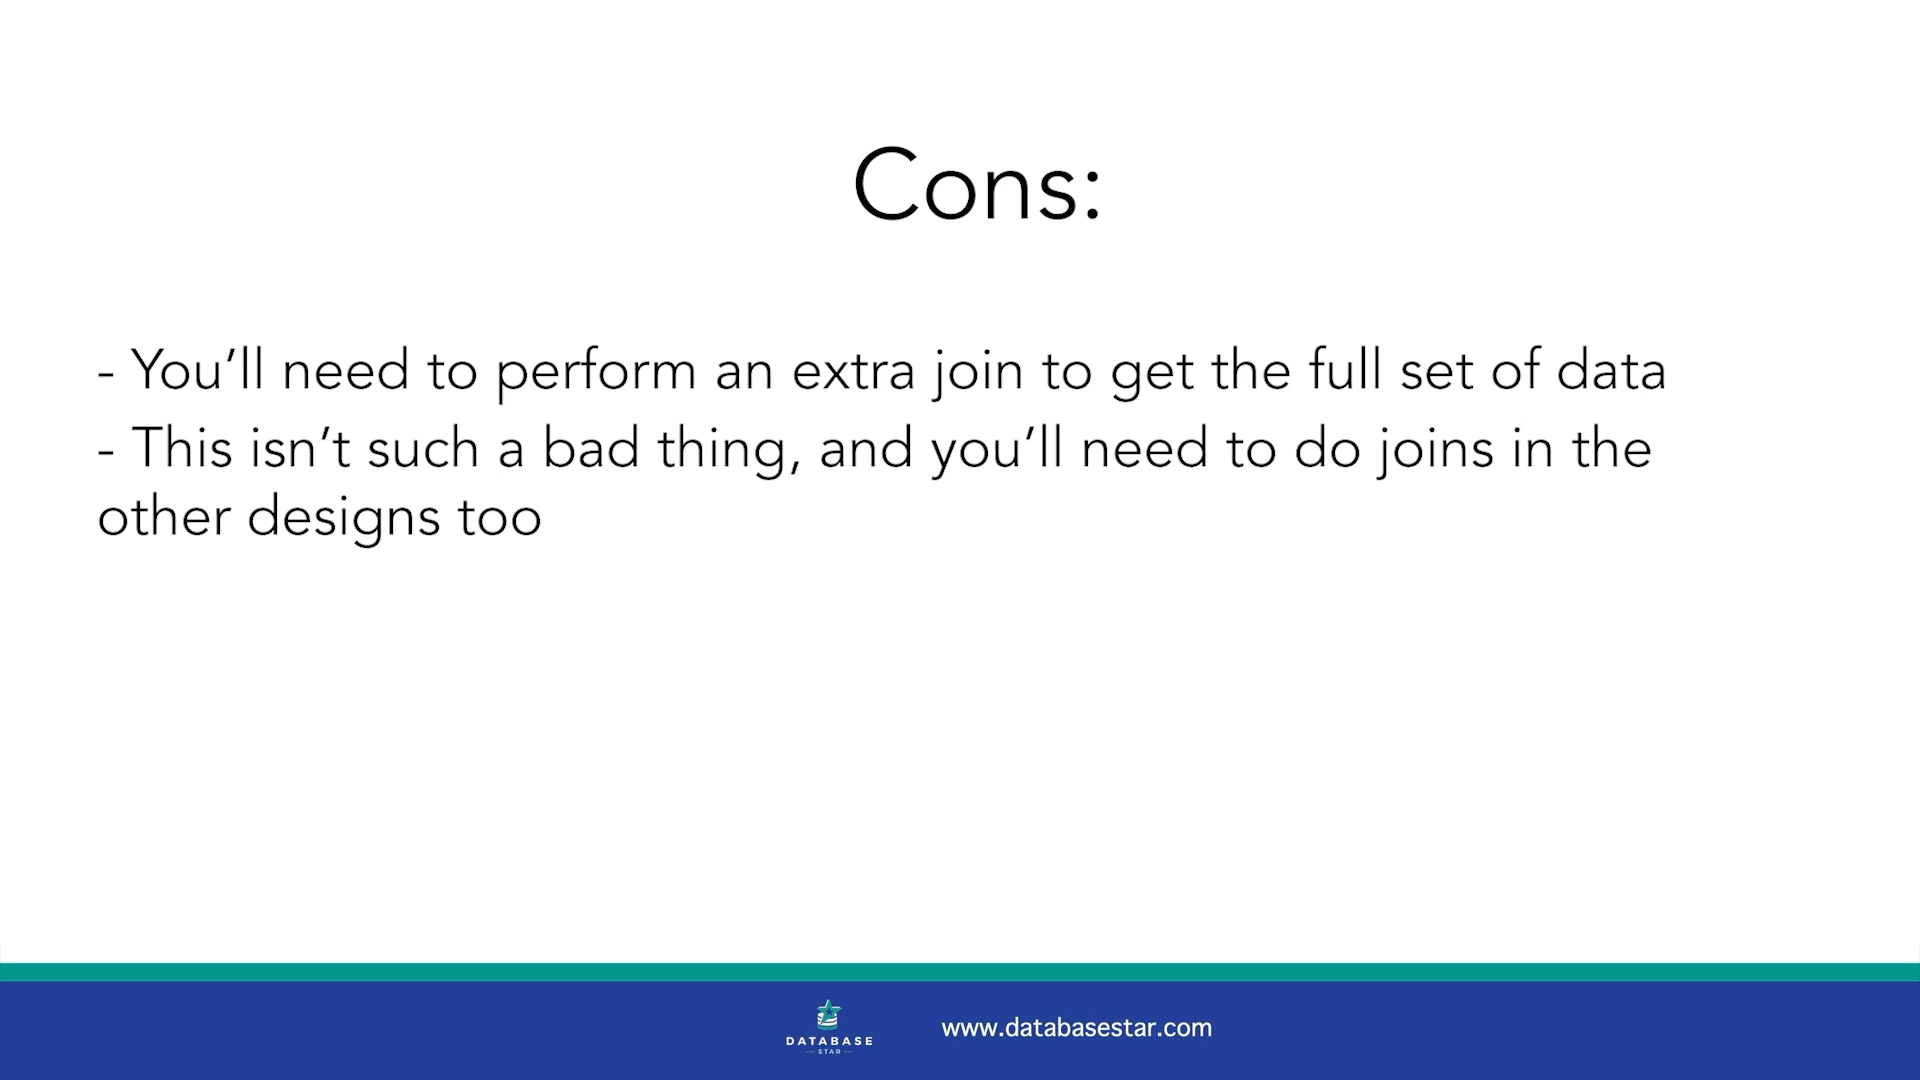 Cons:
- You’ll need to perform an extra join to get the full set of data
- This isn’t such a bad thing, and you’ll need to do joins in the
other designs too
DATABASE
STAR
www.databasestar.com